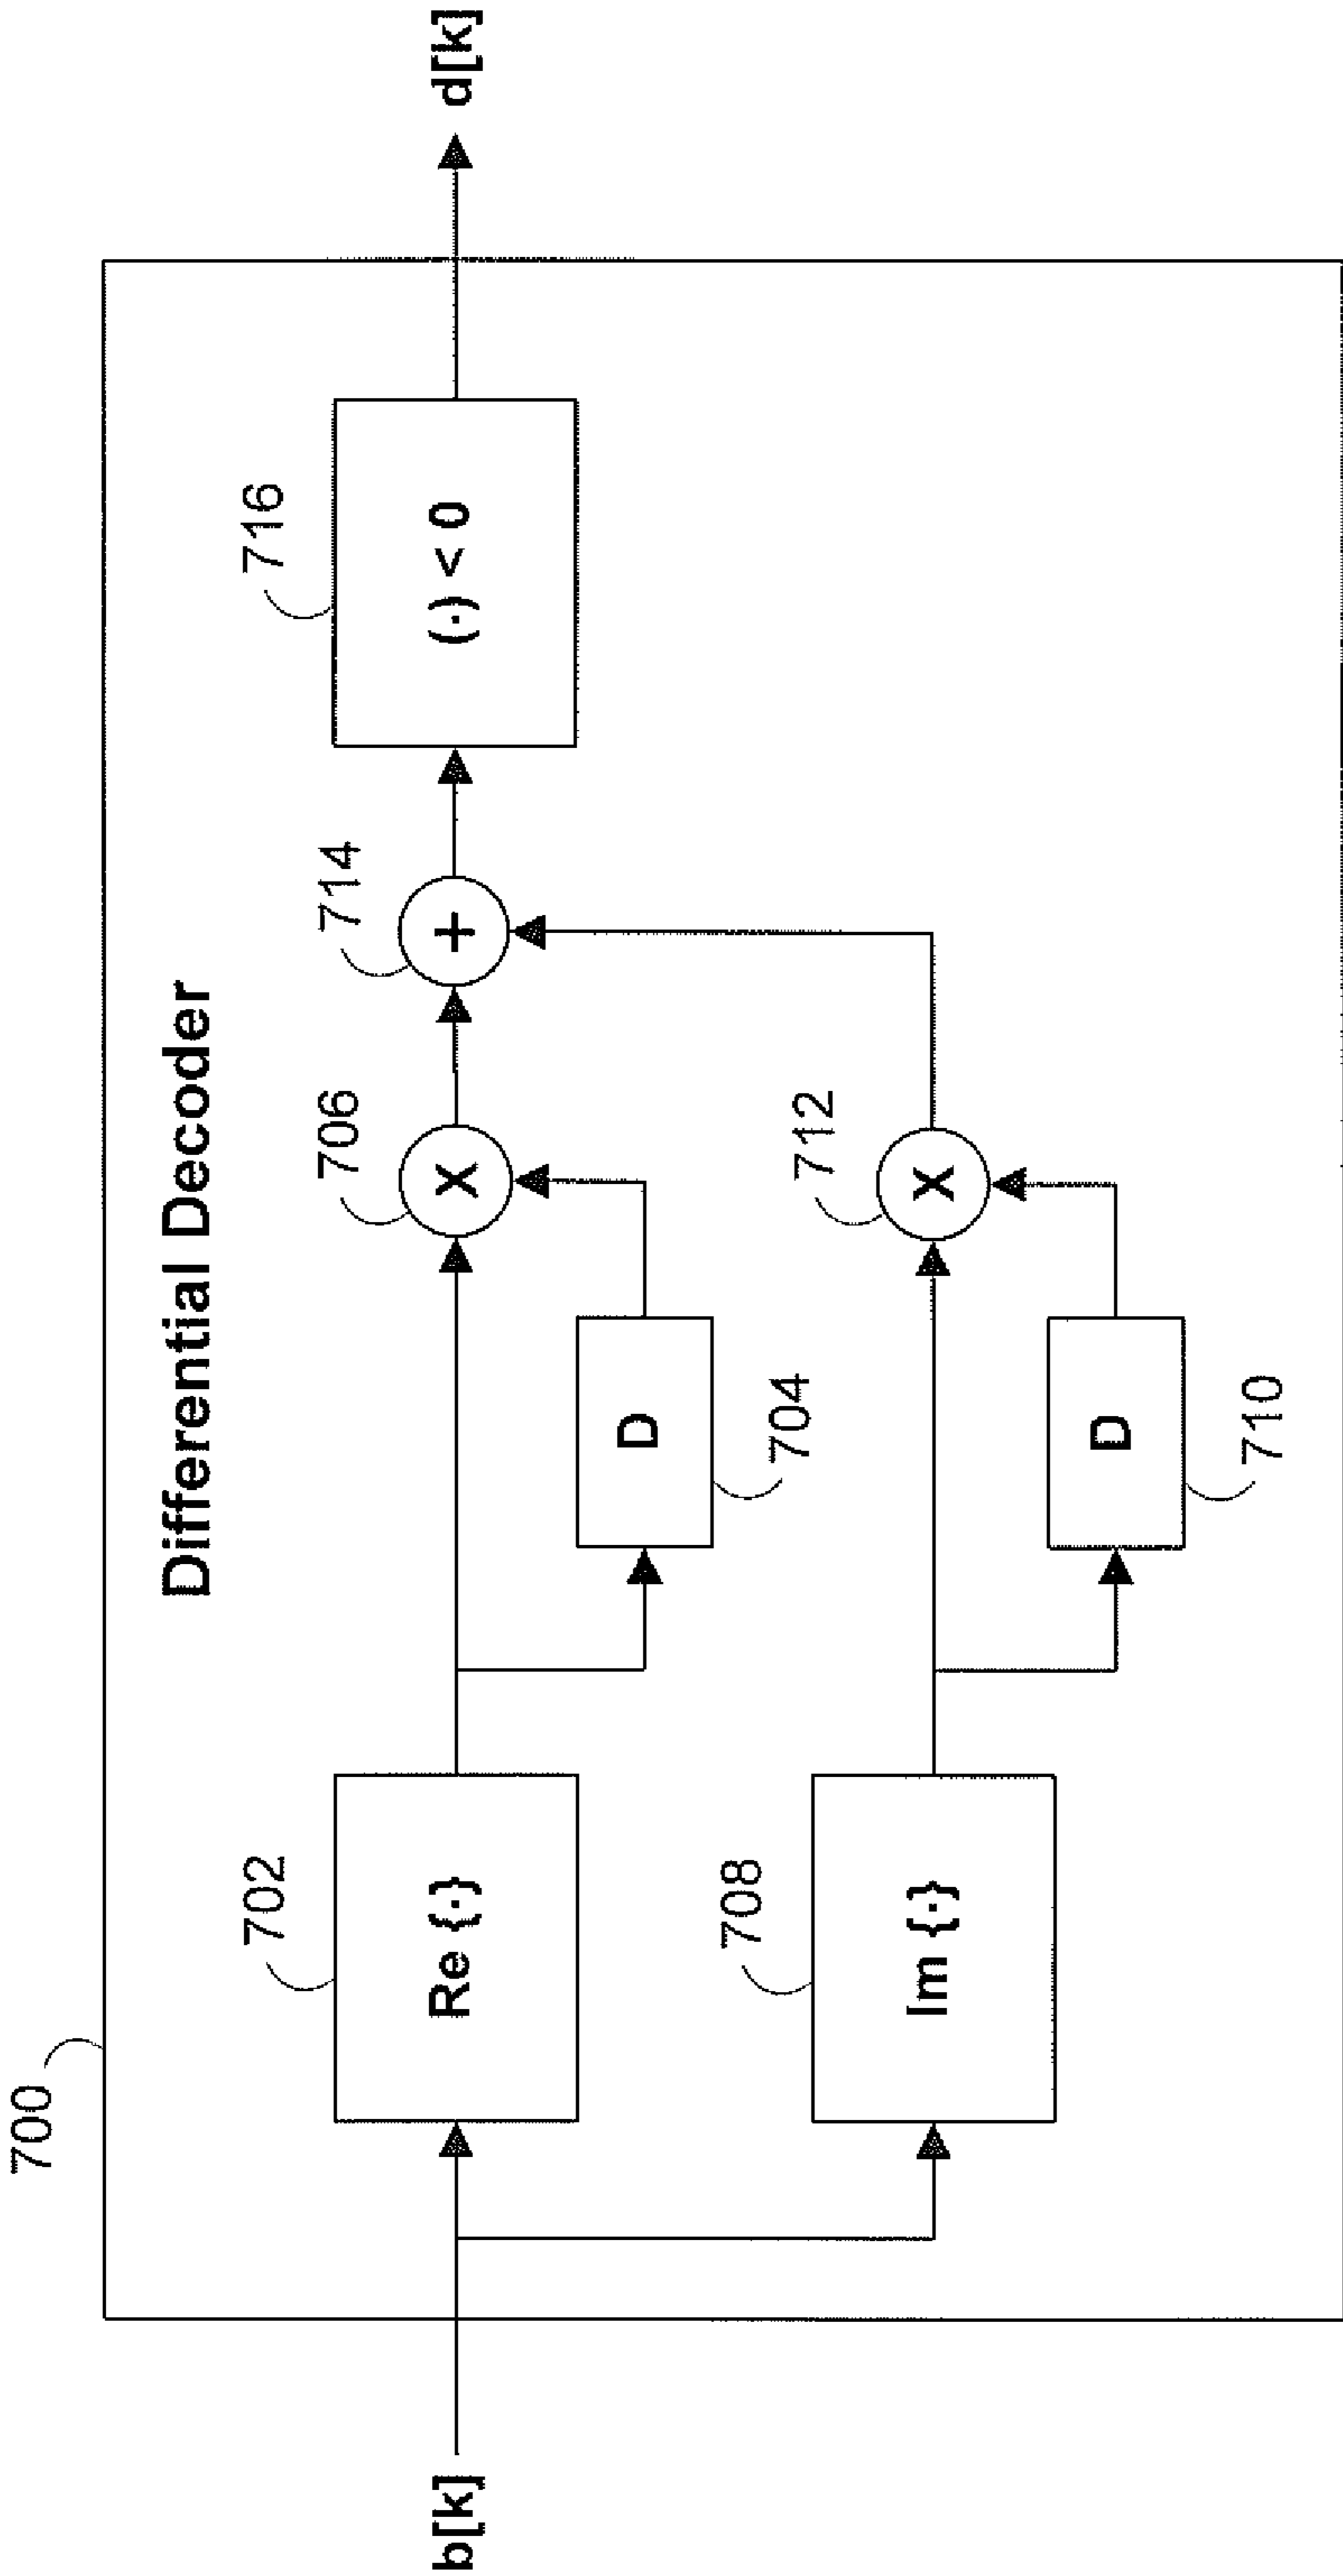 700
Differential Decoder
b[k]
702
Re {·}
704
D
706
X
714
+
716
(·) < 0
d[k]
708
Im {·}
710
D
712
X